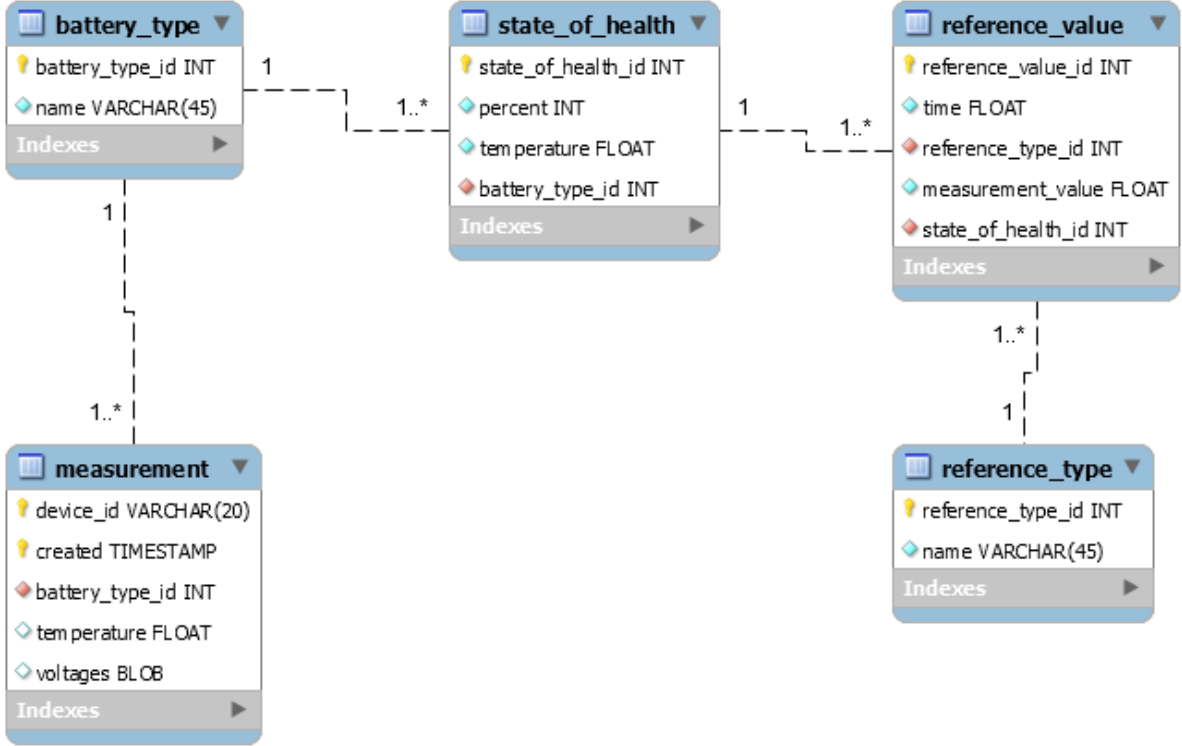 battery_type
battery_type_id INT
name VARCHAR(45)
Indexes
1
1..*
state_of_health
state_of_health_id INT
percent INT
temperature FLOAT
battery_type_id INT
Indexes
1
1..*
reference_value
reference_value_id INT
time FLOAT
reference_type_id INT
measurement_value FLOAT
state_of_health_id INT
Indexes
1
1..*
1..*
1
measurement
device_id VARCHAR(20)
created TIMESTAMP
battery_type_id INT
temperature FLOAT
voltages BLOB
Indexes
reference_type
reference_type_id INT
name VARCHAR(45)
Indexes